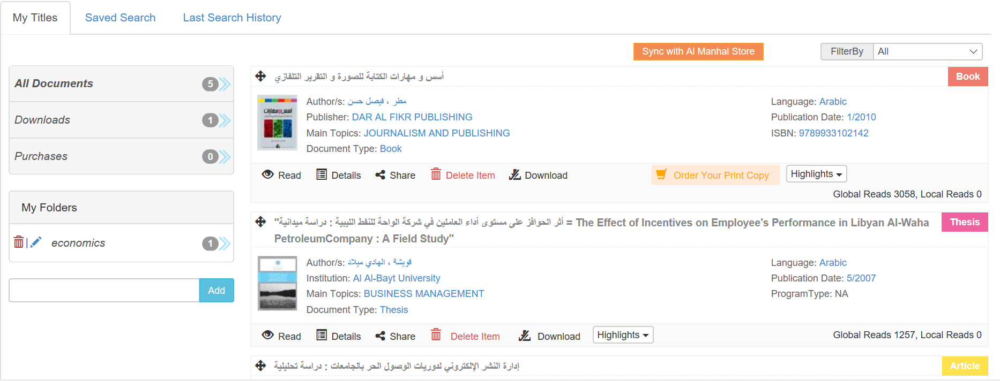 My Titles
Saved Search
Last Search History
Sync with Al Manhal Store
FilterBy
All
All Documents
5
Downloads
1
Purchases
0
My Folders
economics
1
Add
أسس و مهارات الكتابة للصورة و التقرير التلفازي
Book
أسس ومهارات
Author/s: مطر ، فيصل حسن
Publisher: DAR AL FIKR PUBLISHING
Main Topics: JOURNALISM AND PUBLISHING
Document Type: Book
Language: Arabic
Publication Date: 1/2010
ISBN: 9789933102142
Read
Details
Share
Delete Item
Download
Order Your Print Copy
Highlights
Global Reads 3058, Local Reads 0
"أثر الحوافز على مستوى أداء العاملين في شركة الواحة للنفط الليبية : دراسة ميدانية = The Effect of Incentives on Employee's Performance in Libyan Al-Waha
PetroleumCompany : A Field Study"
Thesis
Author/s: قويشة ، الهادي ميلاد
Institution: Al Al-Bayt University
Main Topics: BUSINESS MANAGEMENT
Document Type: Thesis
Language: Arabic
Publication Date: 5/2007
ProgramType: NA
Read
Details
Share
Delete Item
Download
Highlights
Global Reads 1257, Local Reads 0
إدارة النشر الإلكتروني لدوريات الوصول الحر بالجامعات : دراسة تحليلية
Article